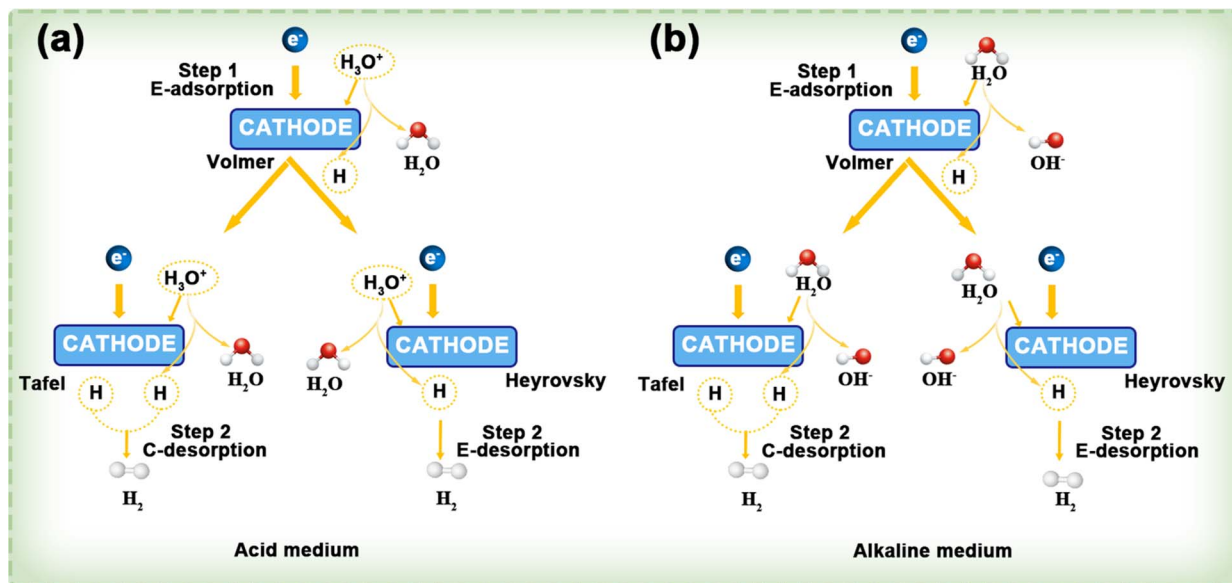 (a)
e⁻
H₃O⁺
Step 1
E-adsorption
CATHODE
Volmer
H
H₂O
e⁻
H₃O⁺
CATHODE
H₂O
Tafel
H
H
Step 2
C-desorption
H₂
H₃O⁺
e⁻
CATHODE
H₂O
Heyrovsky
H
Step 2
E-desorption
H₂
Acid medium
(b)
e⁻
H₂O
Step 1
E-adsorption
CATHODE
Volmer
H
OH⁻
e⁻
H₂O
CATHODE
OH⁻
Tafel
H
H
Step 2
C-desorption
H₂
H₂O
e⁻
CATHODE
OH⁻
Heyrovsky
H
Step 2
E-desorption
H₂
Alkaline medium